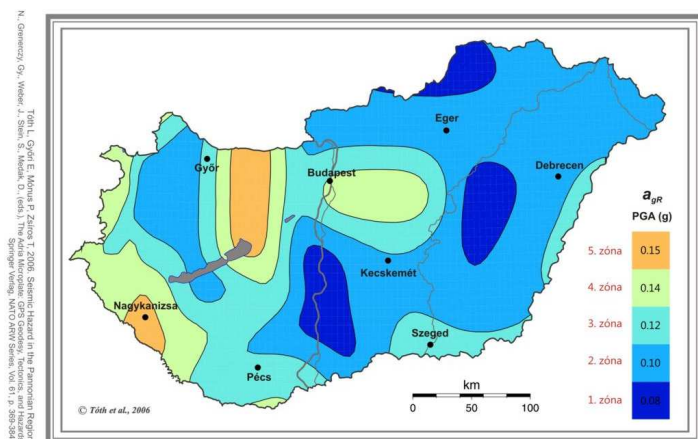 Tóth L., Győri E., Mónus P., Zsíros T., 2006. Seismic Hazard in the Pannonian Region
N., Grenerczy, Gy., Weber, J., Stein, S., Medak, D., (eds.), The Adria Microplate: GPS Geodesy, Tectonics, and Hazards
Springer Verlag, NATO ARW Series, Vol. 61, p. 369-384
Eger
Győr
Budapest
Debrecen
Kecskemét
Nagykanizsa
Szeged
Pécs
agR
PGA (g)
5. zóna 0.15
4. zóna 0.14
3. zóna 0.12
2. zóna 0.10
1. zóna 0.08
km
0 50 100
© Tóth et al., 2006